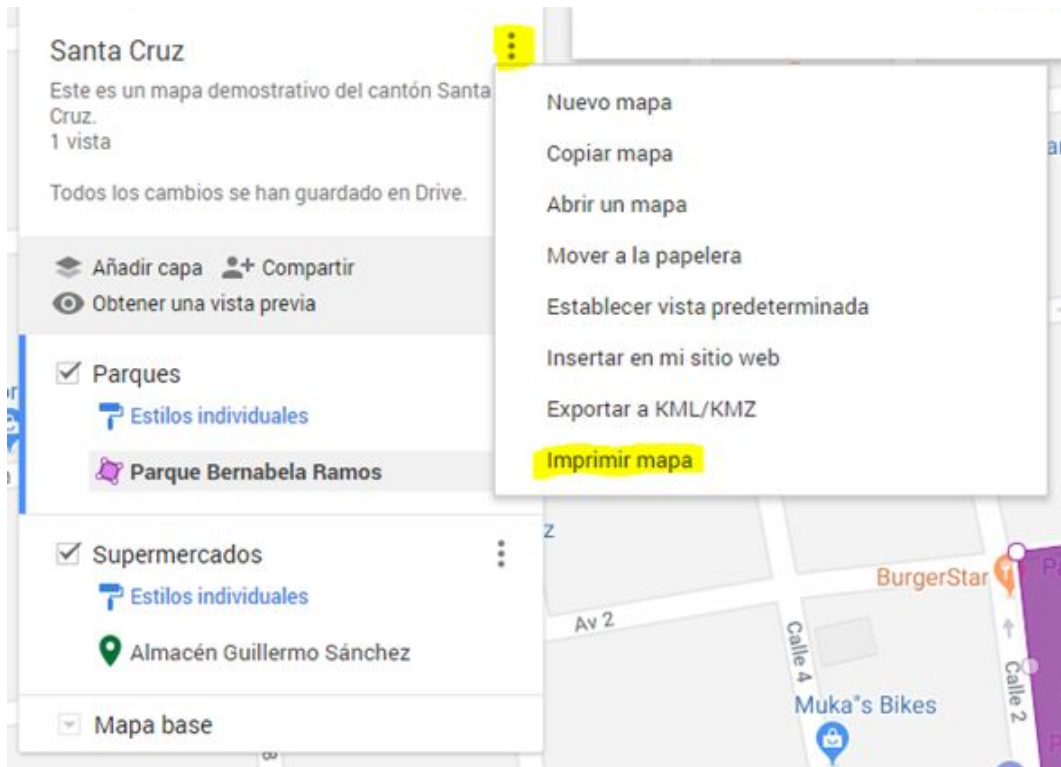 Santa Cruz
Este es un mapa demostrativo del cantón Santa
Cruz.
1 vista
Todos los cambios se han guardado en Drive.
Añadir capa Compartir
Obtener una vista previa
Parques
Estilos individuales
Parque Bernabela Ramos
Supermercados
Estilos individuales
Almacén Guillermo Sánchez
Mapa base
Nuevo mapa
Copiar mapa
Abrir un mapa
Mover a la papelera
Establecer vista predeterminada
Insertar en mi sitio web
Exportar a KML/KMZ
Imprimir mapa
BurgerStar
Av 2
Calle 4
Calle 2
Muka"s Bikes